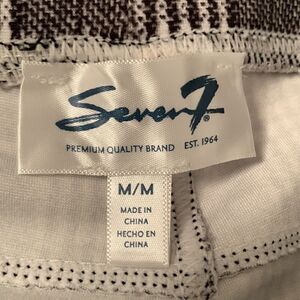 Seven7®
PREMIUM QUALITY BRAND EST. 1964
M/M
MADE IN
CHINA
HECHO EN
CHINA